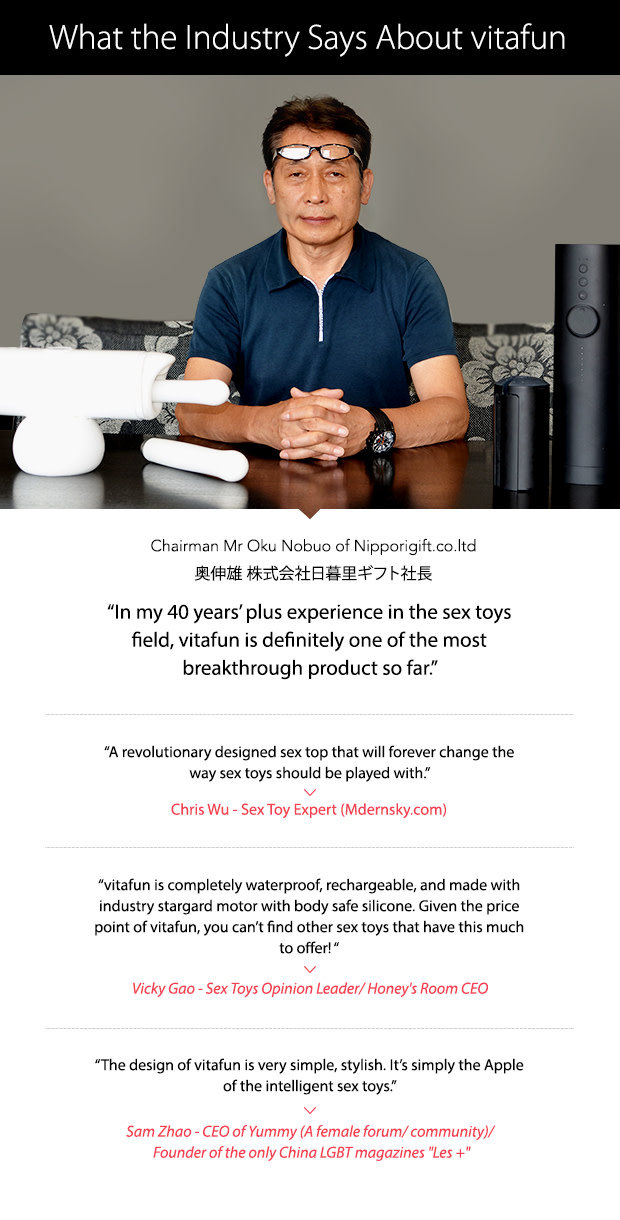 What the Industry Says About vitafun
Chairman Mr Oku Nobuo of Nipporigift.co.ltd
奥伸雄 株式会社日暮里ギフト社長
“In my 40 years’ plus experience in the sex toys
field, vitafun is definitely one of the most
breakthrough product so far.”
“A revolutionary designed sex top that will forever change the
way sex toys should be played with.”
Chris Wu - Sex Toy Expert (Mdernsky.com)
“vitafun is completely waterproof, rechargeable, and made with
industry stargard motor with body safe silicone. Given the price
point of vitafun, you can’t find other sex toys that have this much
to offer! “
Vicky Gao - Sex Toys Opinion Leader/ Honey's Room CEO
“The design of vitafun is very simple, stylish. It’s simply the Apple
of the intelligent sex toys.”
Sam Zhao - CEO of Yummy (A female forum/ community)/
Founder of the only China LGBT magazines "Les +"